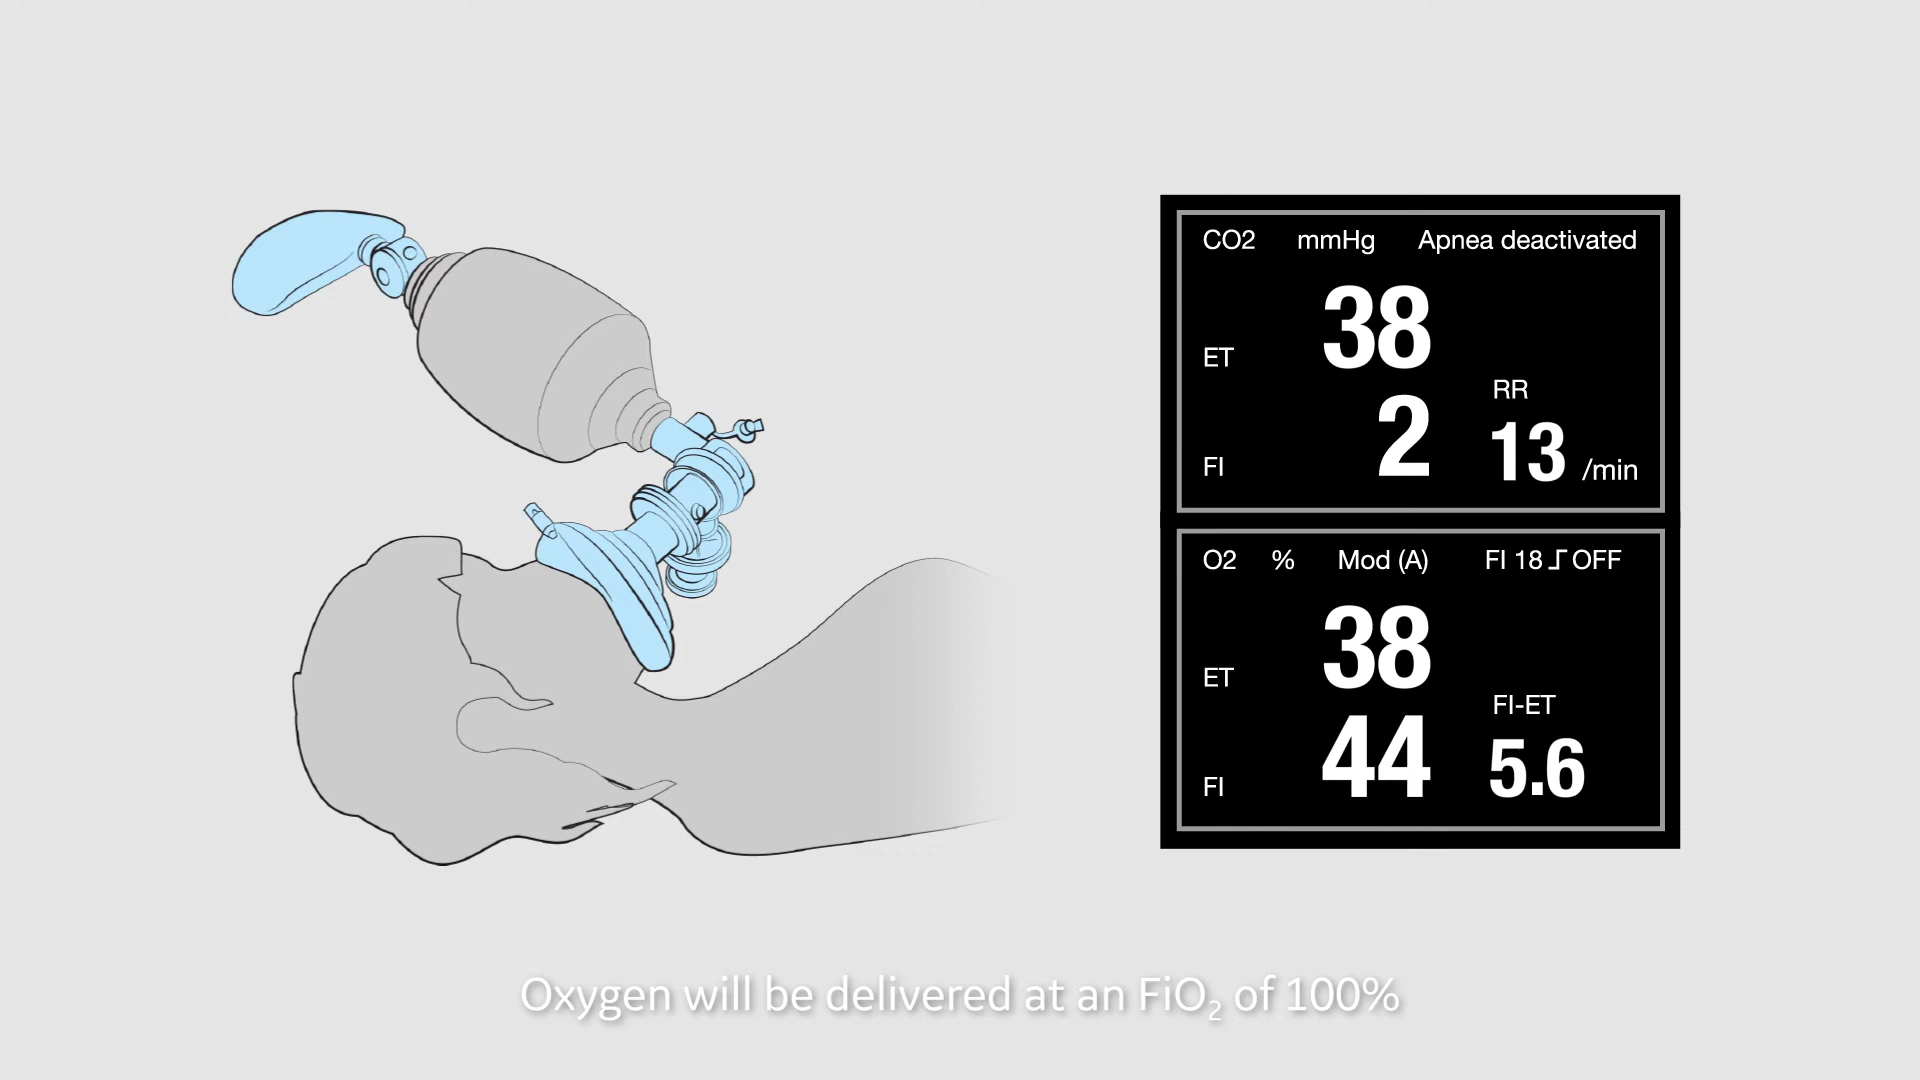 CO2 mmHg Apnea deactivated
ET 38
RR
FI 2 13 /min
O2 % Mod (A) FI 18 OFF
ET 38
FI-ET
FI 44 5.6
Oxygen will be delivered at an FiO₂ of 100%